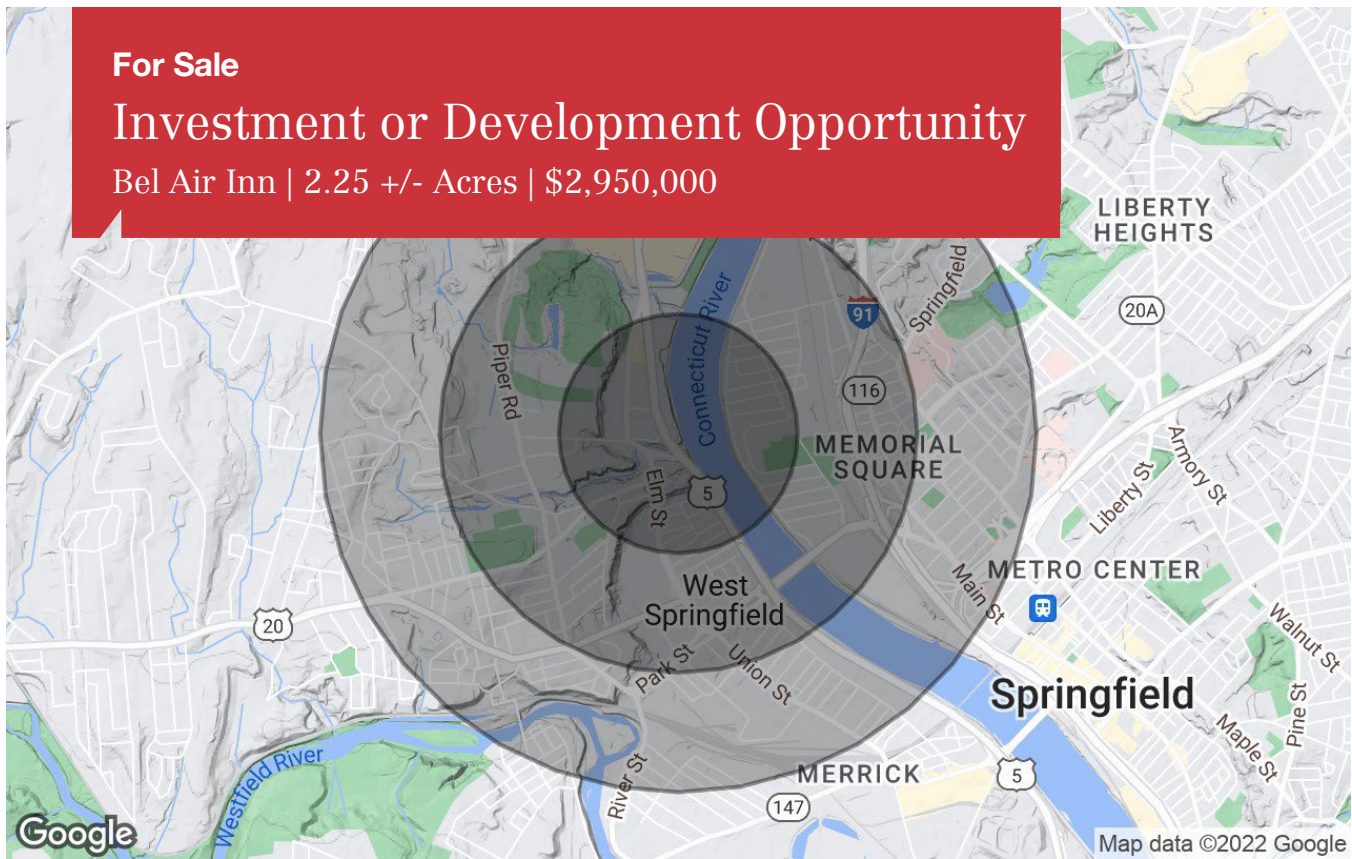 For Sale
Investment or Development Opportunity
Bel Air Inn | 2.25 +/- Acres | $2,950,000
LIBERTY
HEIGHTS
Springfield
20A
91
Connecticut River
Piper Rd
116
Armory St
MEMORIAL
SQUARE
Elm St
5
Liberty St
METRO CENTER
Main St
West
Springfield
20
Walnut St
Park St
Union St
Springfield
Pine St
Maple St
Westfield River
River St
MERRICK
5
147
Google
Map data ©2022 Google